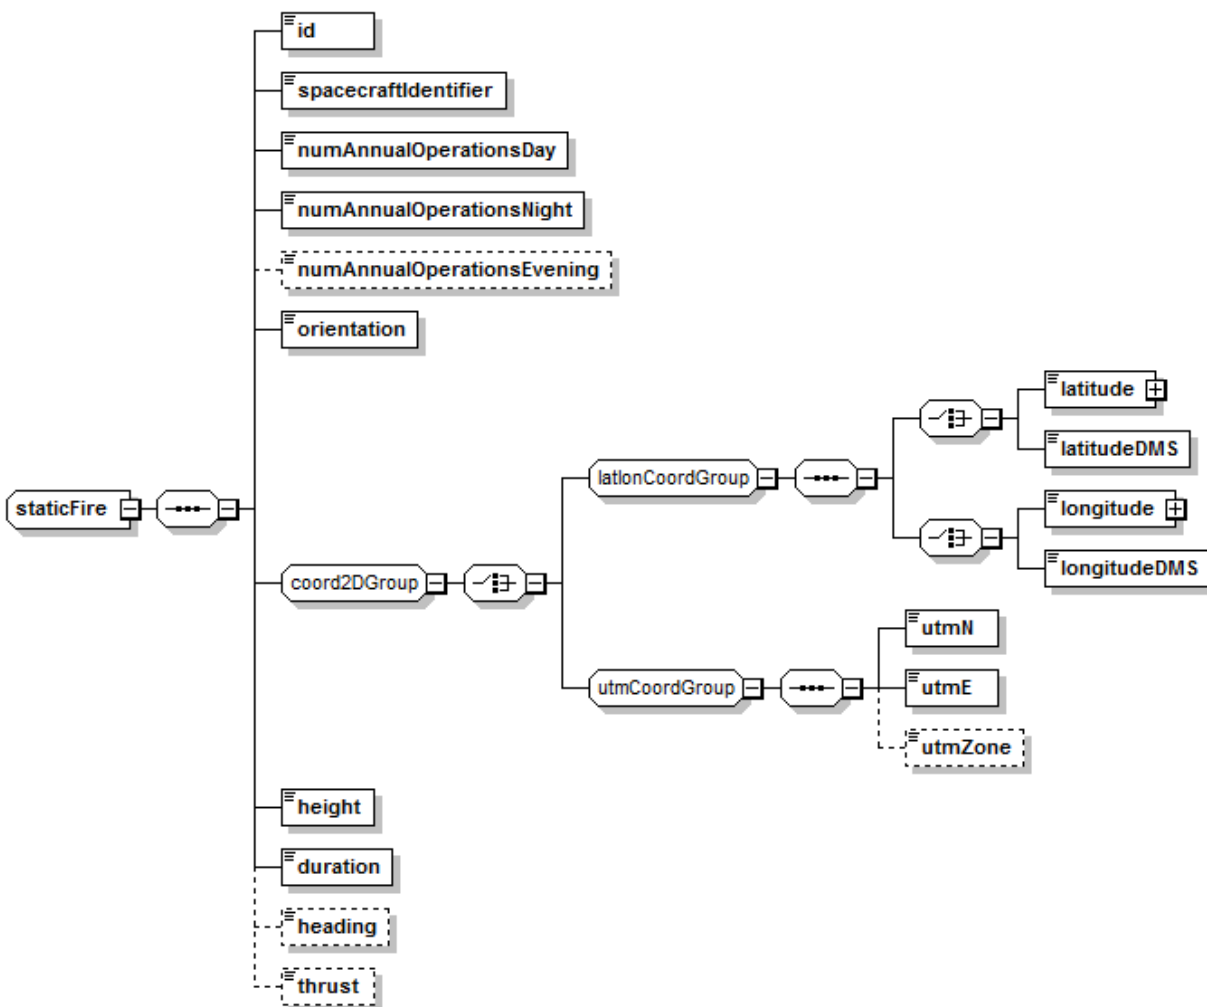 id
spacecraftIdentifier
numAnnualOperationsDay
numAnnualOperationsNight
numAnnualOperationsEvening
orientation
latitude
latitudeDMS
latlonCoordGroup
staticFire
longitude
longitudeDMS
coord2DGroup
utmN
utmCoordGroup
utmE
utmZone
height
duration
heading
thrust